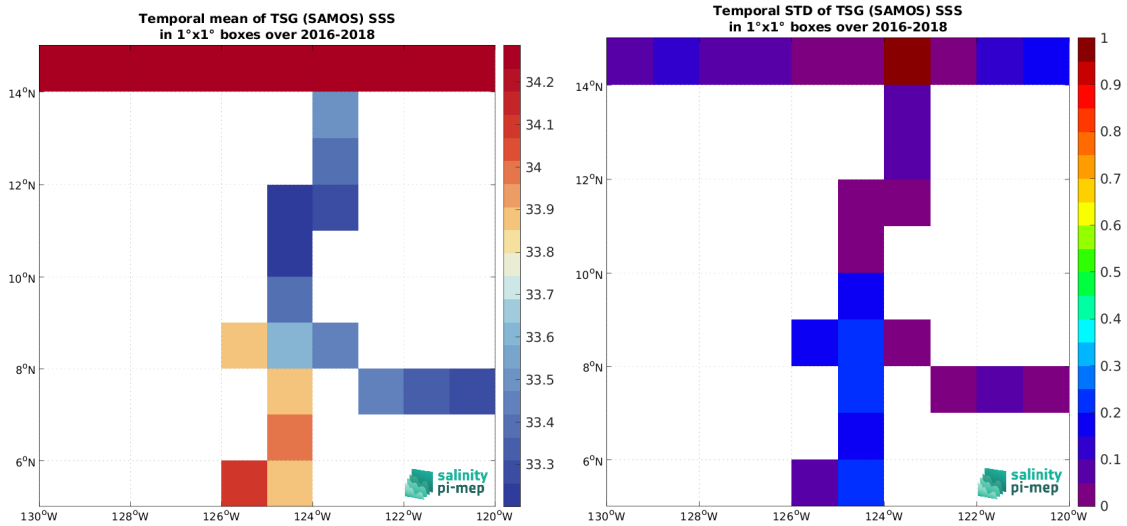 Temporal mean of TSG (SAMOS) SSS
in 1°x1° boxes over 2016-2018
14°N
12°N
10°N
8°N
6°N
130°W
128°W
126°W
124°W
122°W
120°W
34.2
34.1
34
33.9
33.8
33.7
33.6
33.5
33.4
33.3
salinity
pi-mep
Temporal STD of TSG (SAMOS) SSS
in 1°x1° boxes over 2016-2018
14°N
12°N
10°N
8°N
6°N
130°W
128°W
126°W
124°W
122°W
120°W
1
0.9
0.8
0.7
0.6
0.5
0.4
0.3
0.2
0.1
0
salinity
pi-mep